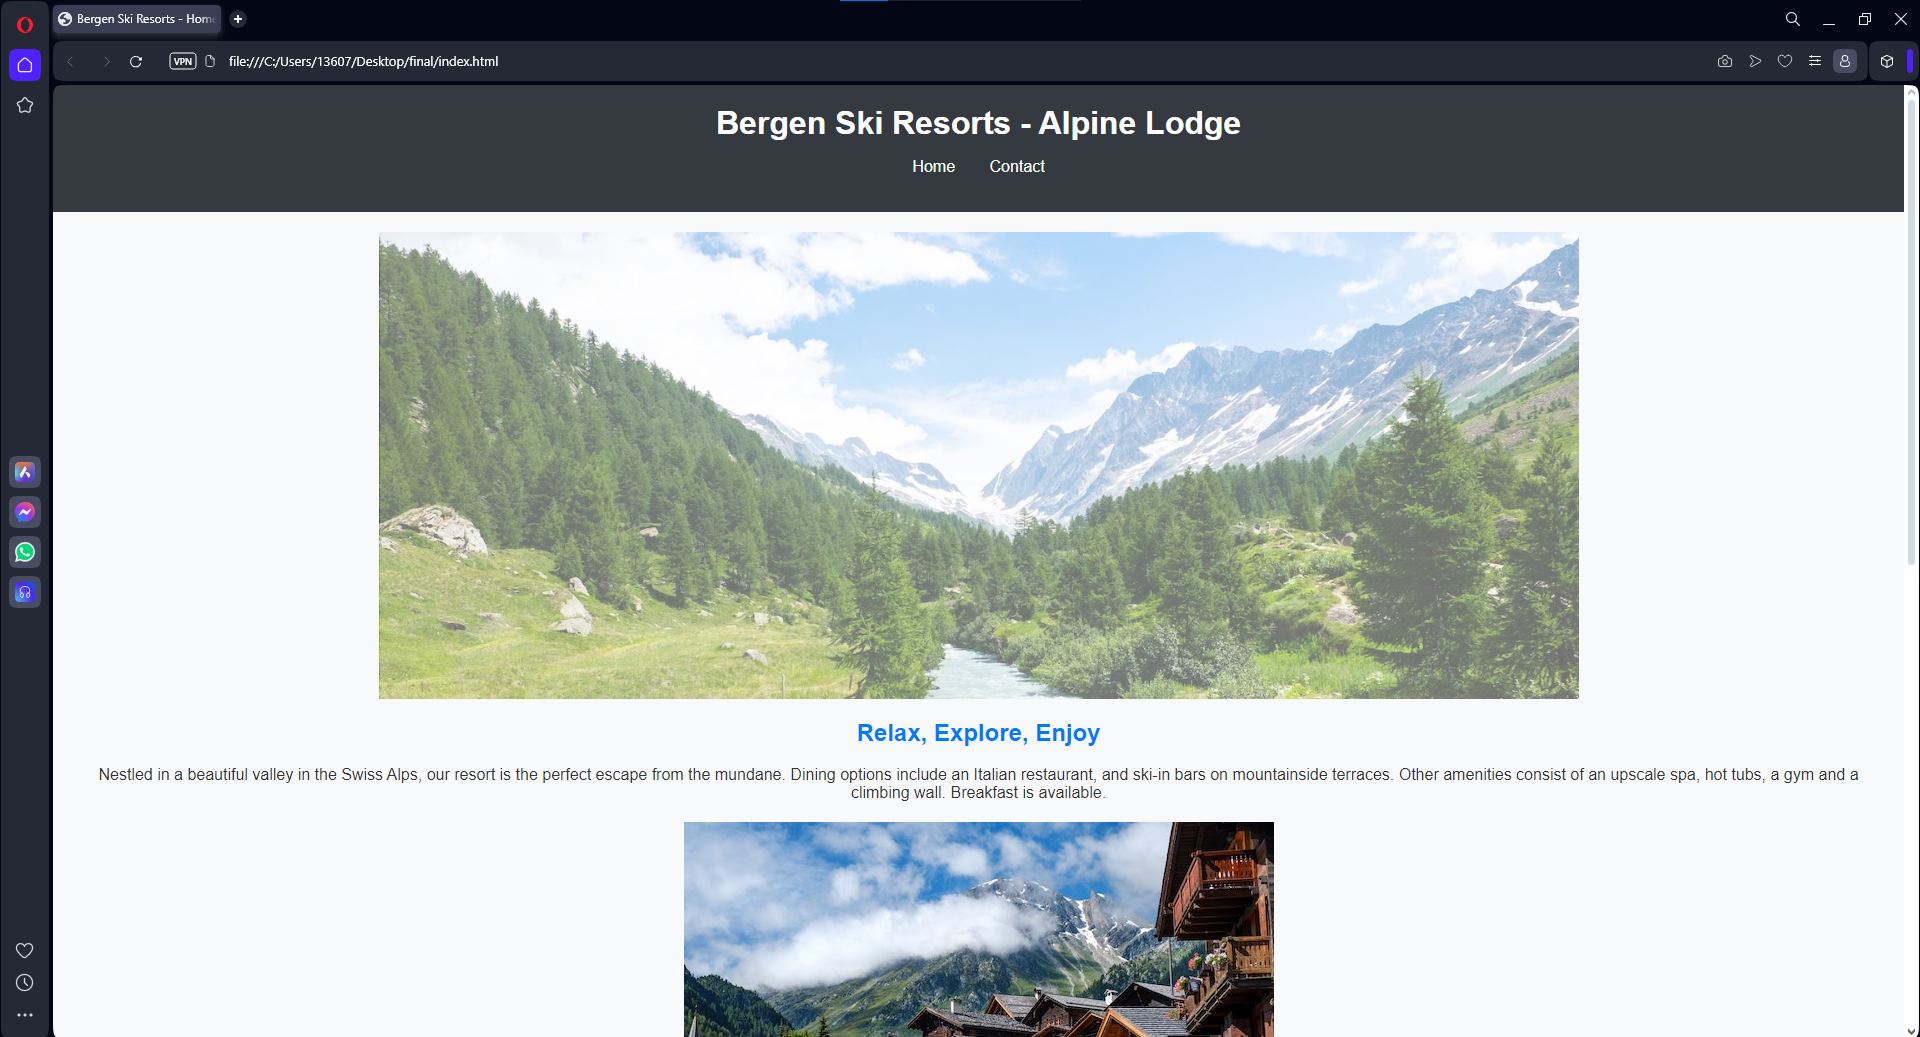 Bergen Ski Resorts - Home
VPN
file:///C:/Users/13607/Desktop/final/index.html
Bergen Ski Resorts - Alpine Lodge
Home Contact
Relax, Explore, Enjoy
Nestled in a beautiful valley in the Swiss Alps, our resort is the perfect escape from the mundane. Dining options include an Italian restaurant, and ski-in bars on mountainside terraces. Other amenities consist of an upscale spa, hot tubs, a gym and a
climbing wall. Breakfast is available.